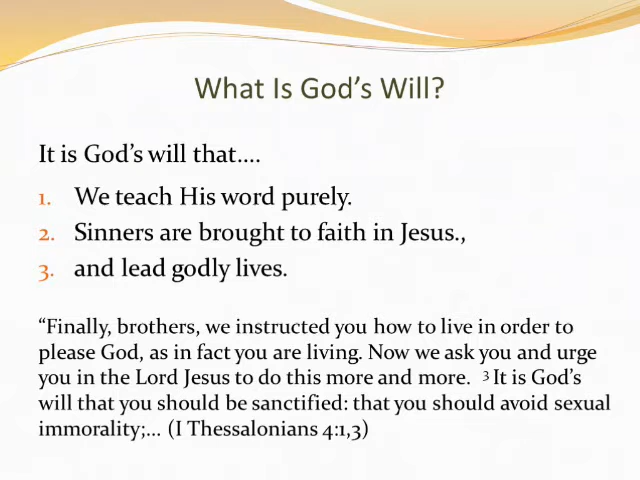 What Is God’s Will?
It is God’s will that….
1. We teach His word purely.
2. Sinners are brought to faith in Jesus.,
3. and lead godly lives.
“Finally, brothers, we instructed you how to live in order to
please God, as in fact you are living. Now we ask you and urge
you in the Lord Jesus to do this more and more. ³ It is God’s
will that you should be sanctified: that you should avoid sexual
immorality;… (I Thessalonians 4:1,3)